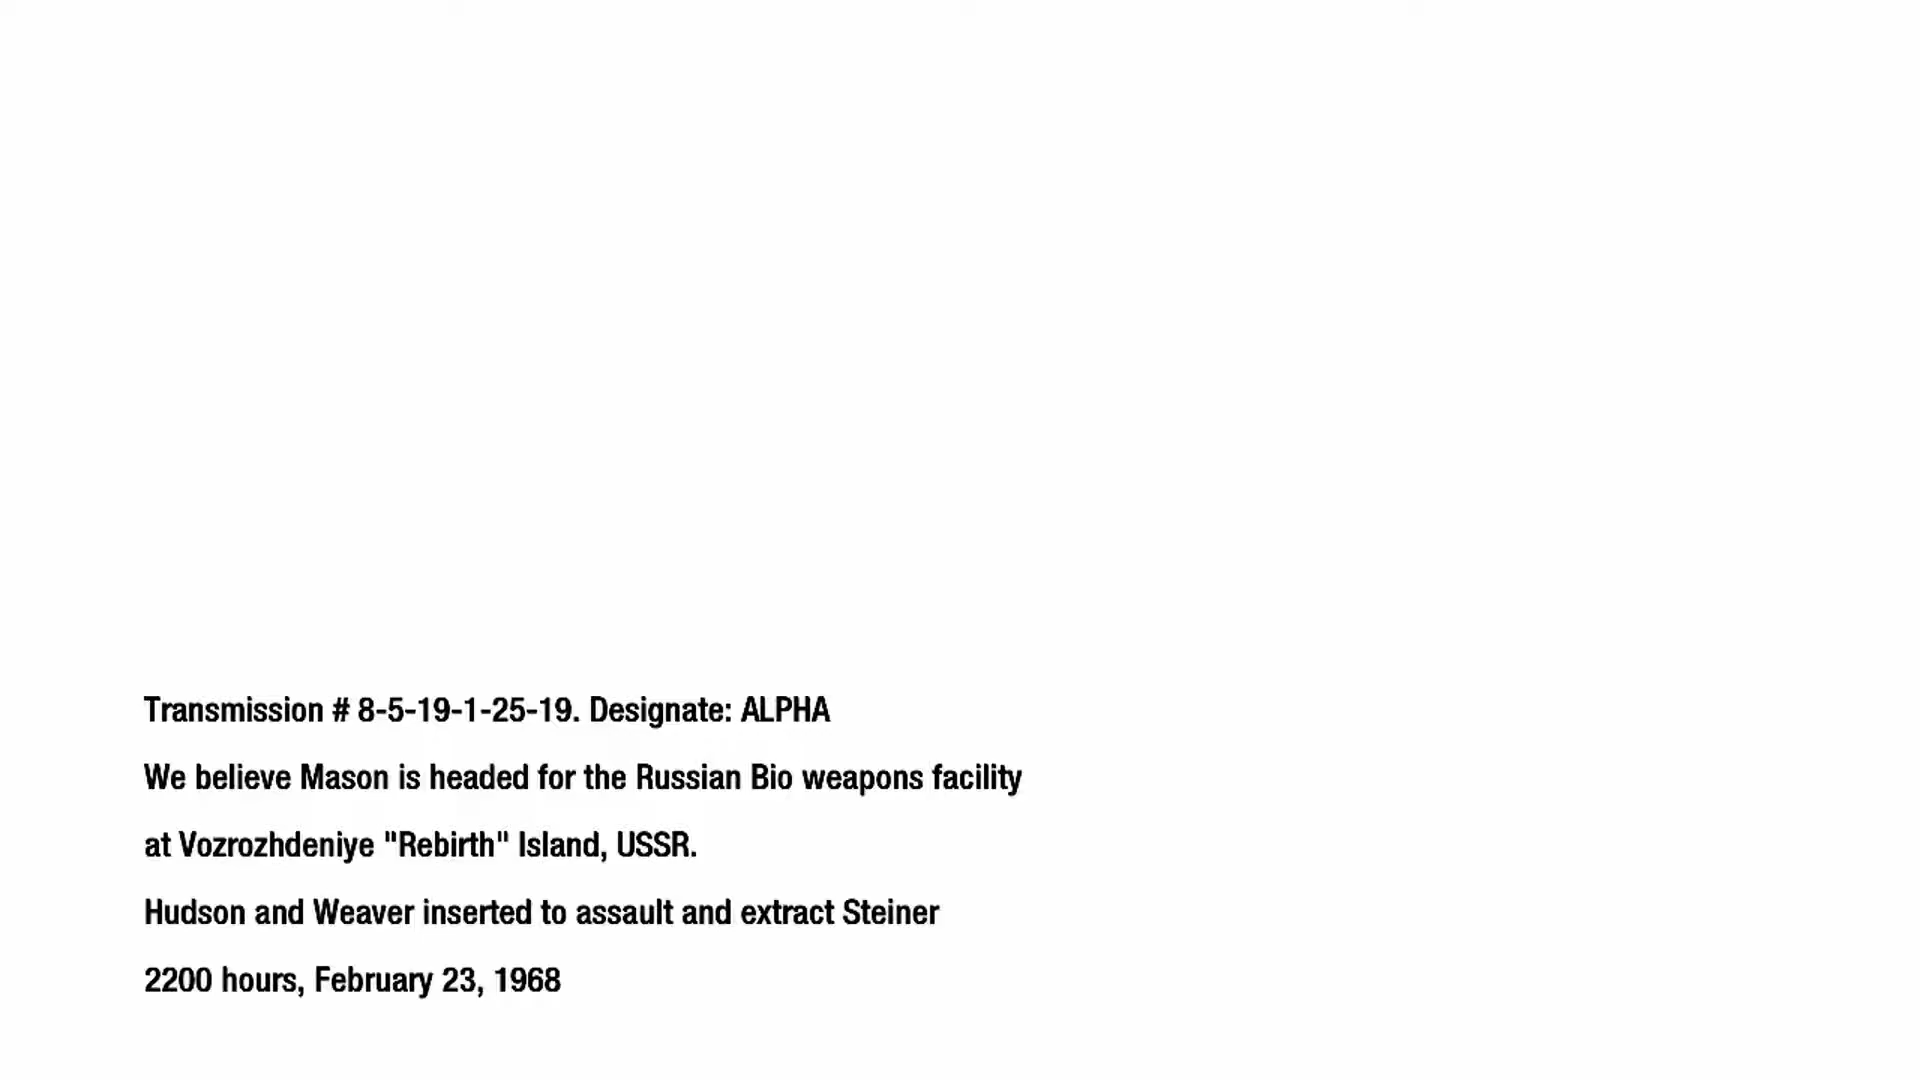 Transmission # 8-5-19-1-25-19. Designate: ALPHA
We believe Mason is headed for the Russian Bio weapons facility
at Vozrozhdeniye "Rebirth" Island, USSR.
Hudson and Weaver inserted to assault and extract Steiner
2200 hours, February 23, 1968